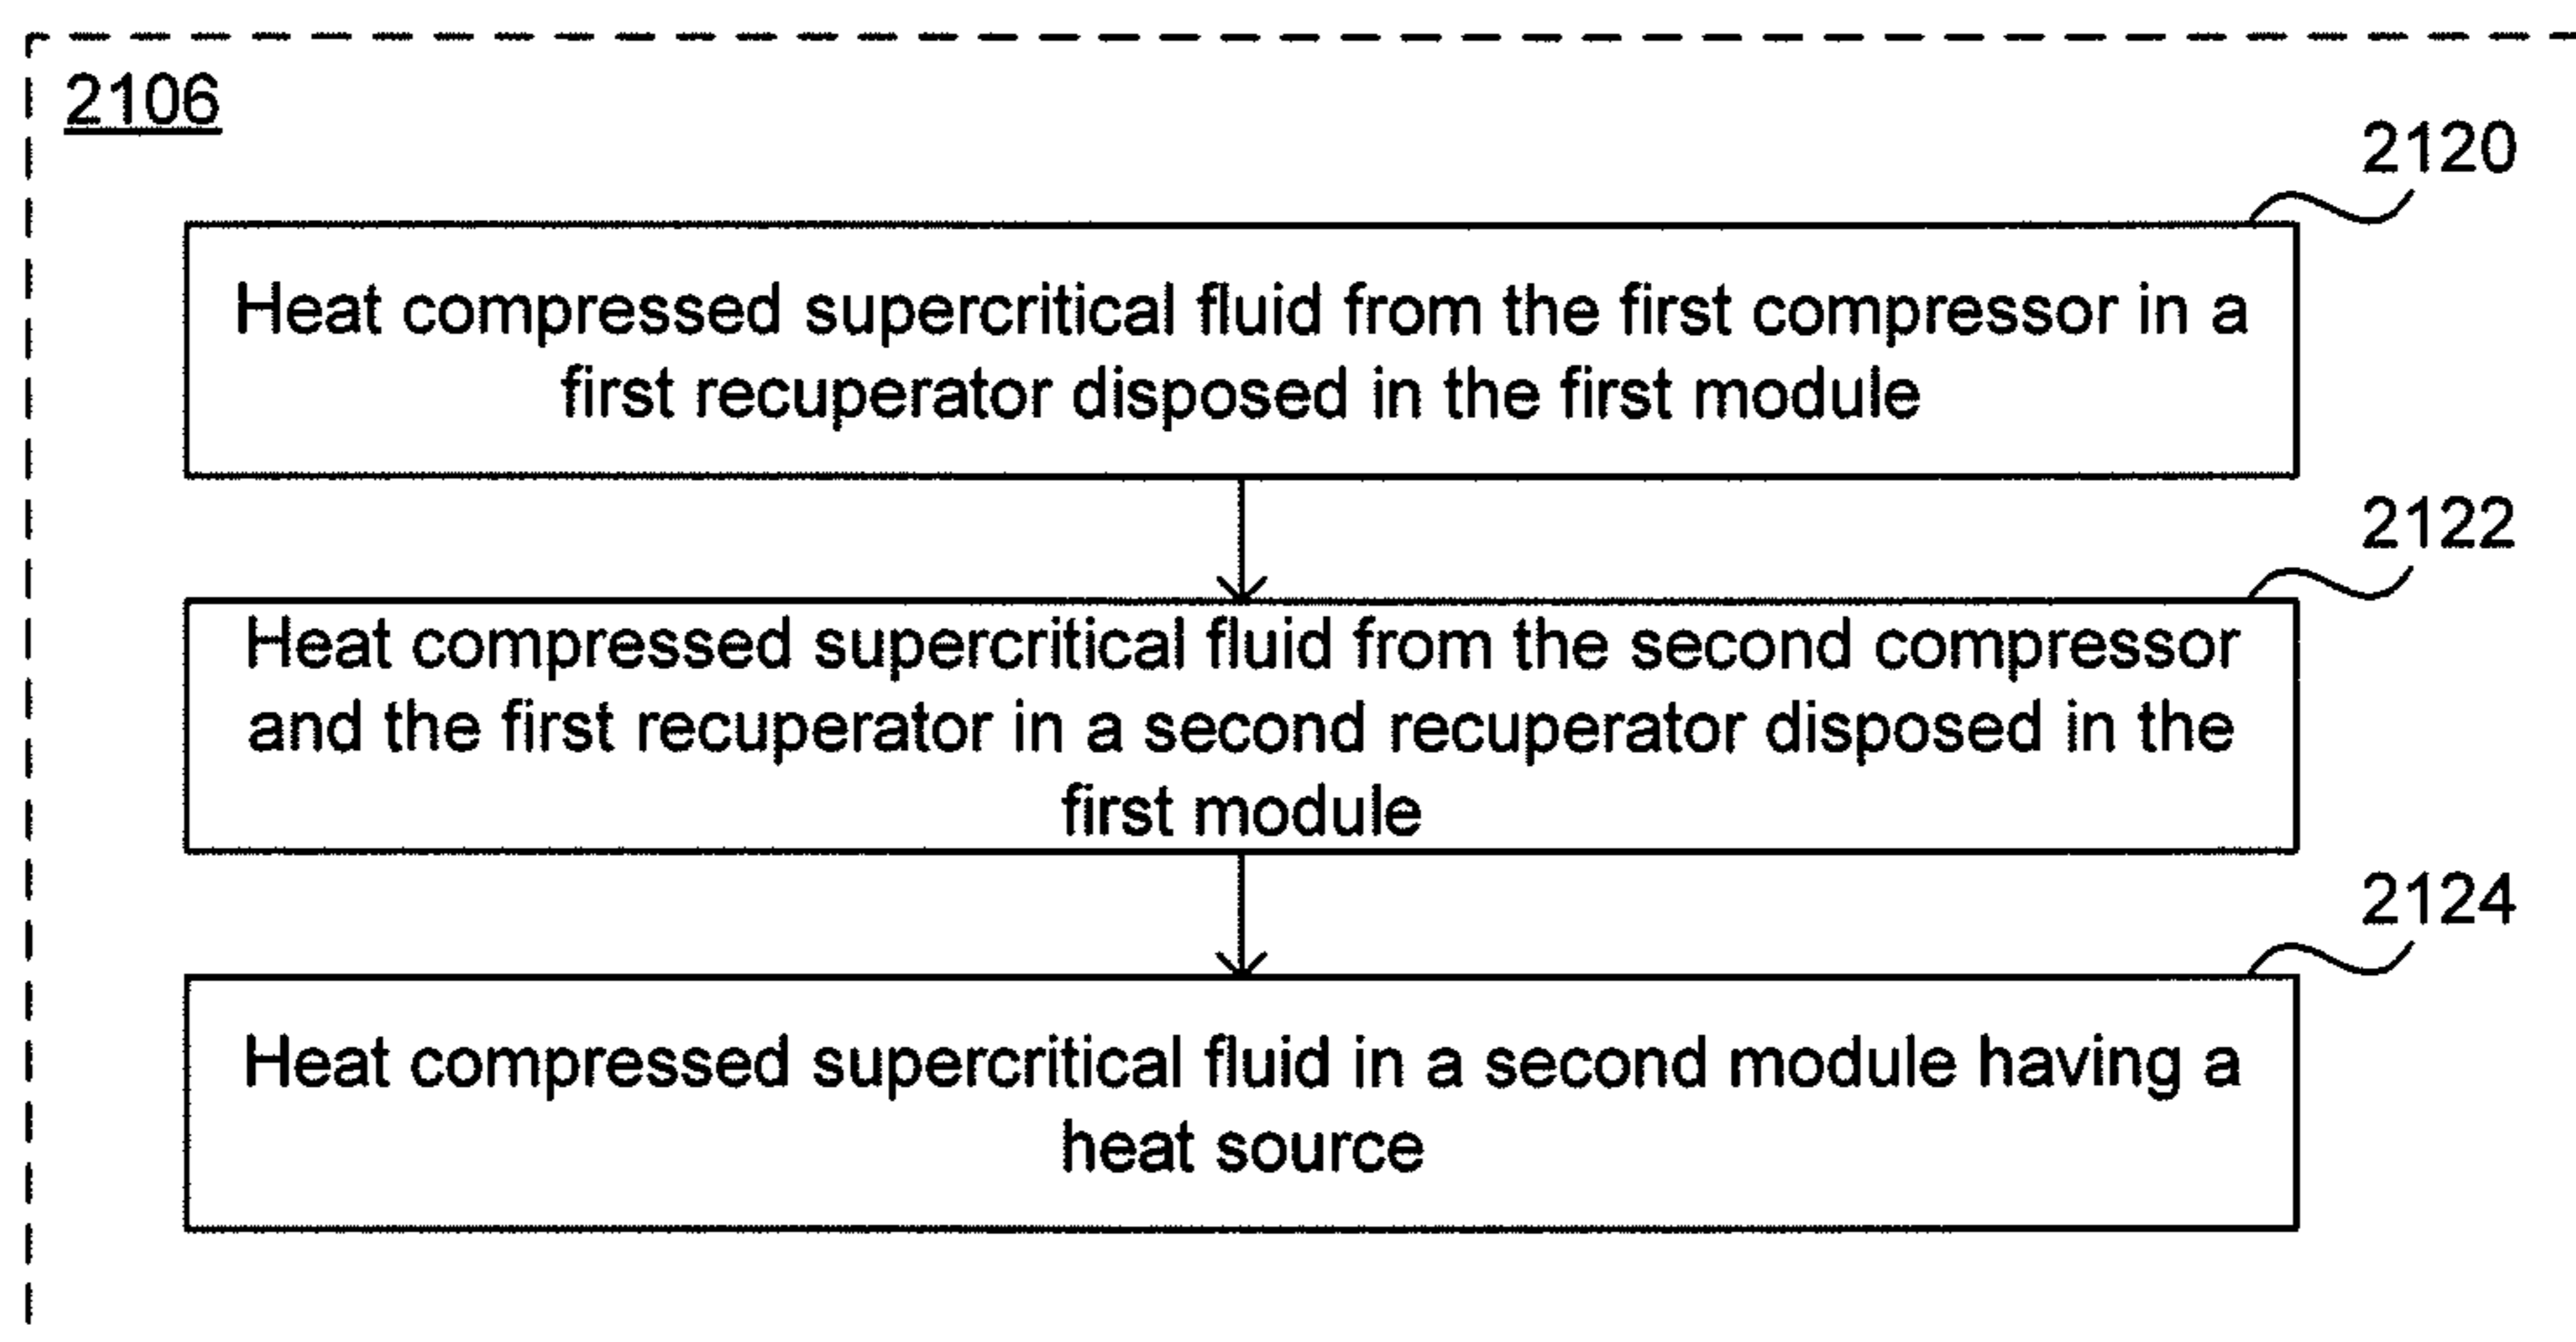 2106
2120
Heat compressed supercritical fluid from the first compressor in a
first recuperator disposed in the first module
2122
Heat compressed supercritical fluid from the second compressor
and the first recuperator in a second recuperator disposed in the
first module
2124
Heat compressed supercritical fluid in a second module having a
heat source